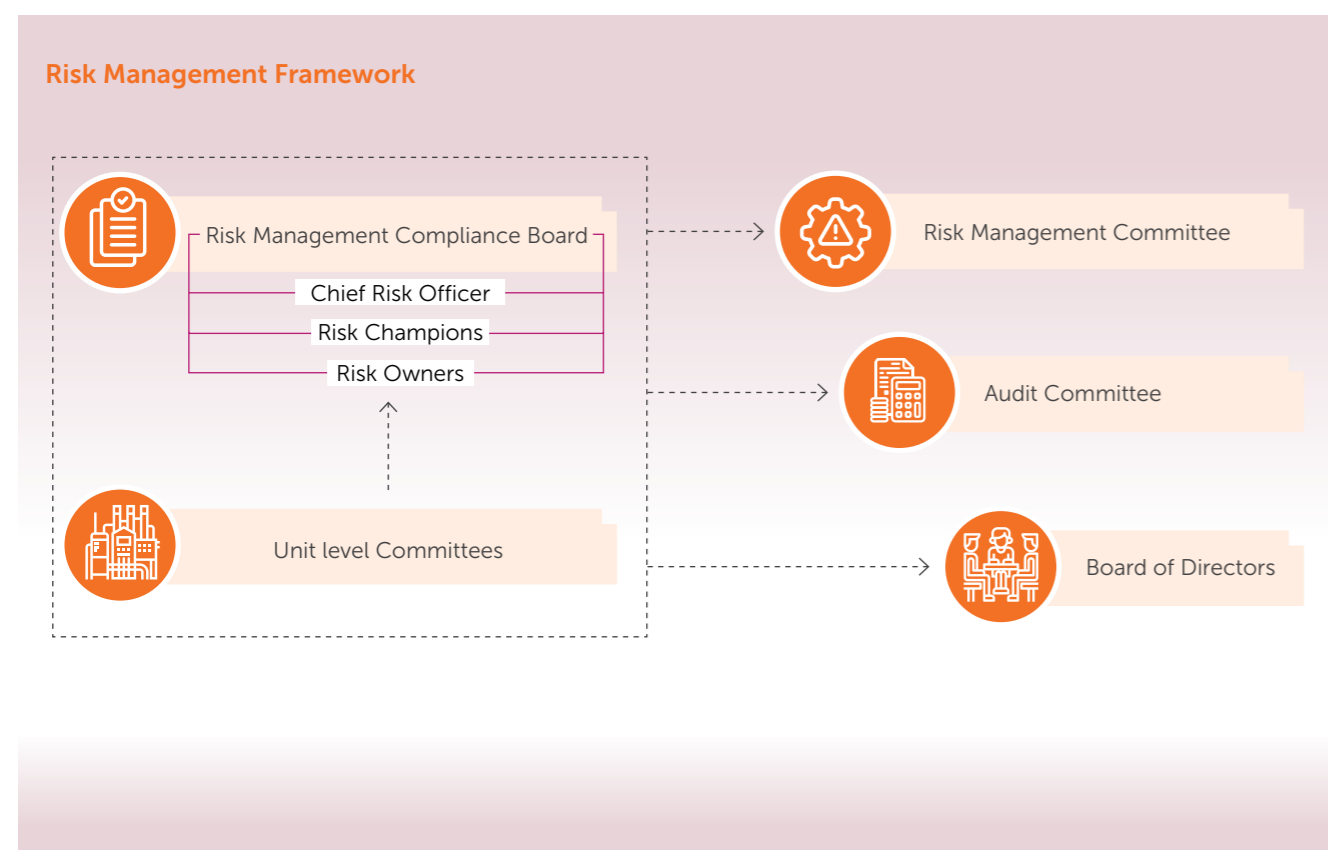 Risk Management Framework
Risk Management Compliance Board
Chief Risk Officer
Risk Champions
Risk Owners
Unit level Committees
Risk Management Committee
Audit Committee
Board of Directors